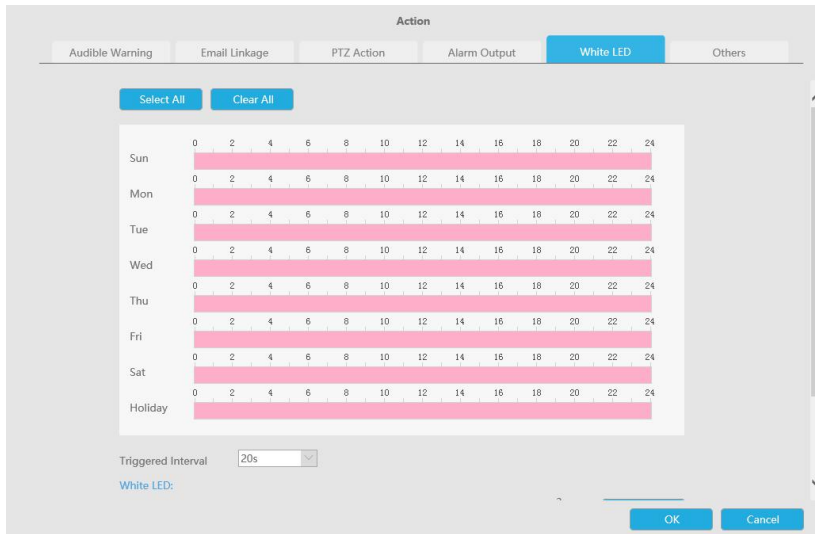 Action
Audible Warning Email Linkage PTZ Action Alarm Output White LED Others
Select All Clear All
0 2 4 6 8 10 12 14 16 18 20 22 24
Sun
0 2 4 6 8 10 12 14 16 18 20 22 24
Mon
0 2 4 6 8 10 12 14 16 18 20 22 24
Tue
0 2 4 6 8 10 12 14 16 18 20 22 24
Wed
0 2 4 6 8 10 12 14 16 18 20 22 24
Thu
0 2 4 6 8 10 12 14 16 18 20 22 24
Fri
0 2 4 6 8 10 12 14 16 18 20 22 24
Sat
0 2 4 6 8 10 12 14 16 18 20 22 24
Holiday
Triggered Interval 20s
White LED:
OK Cancel